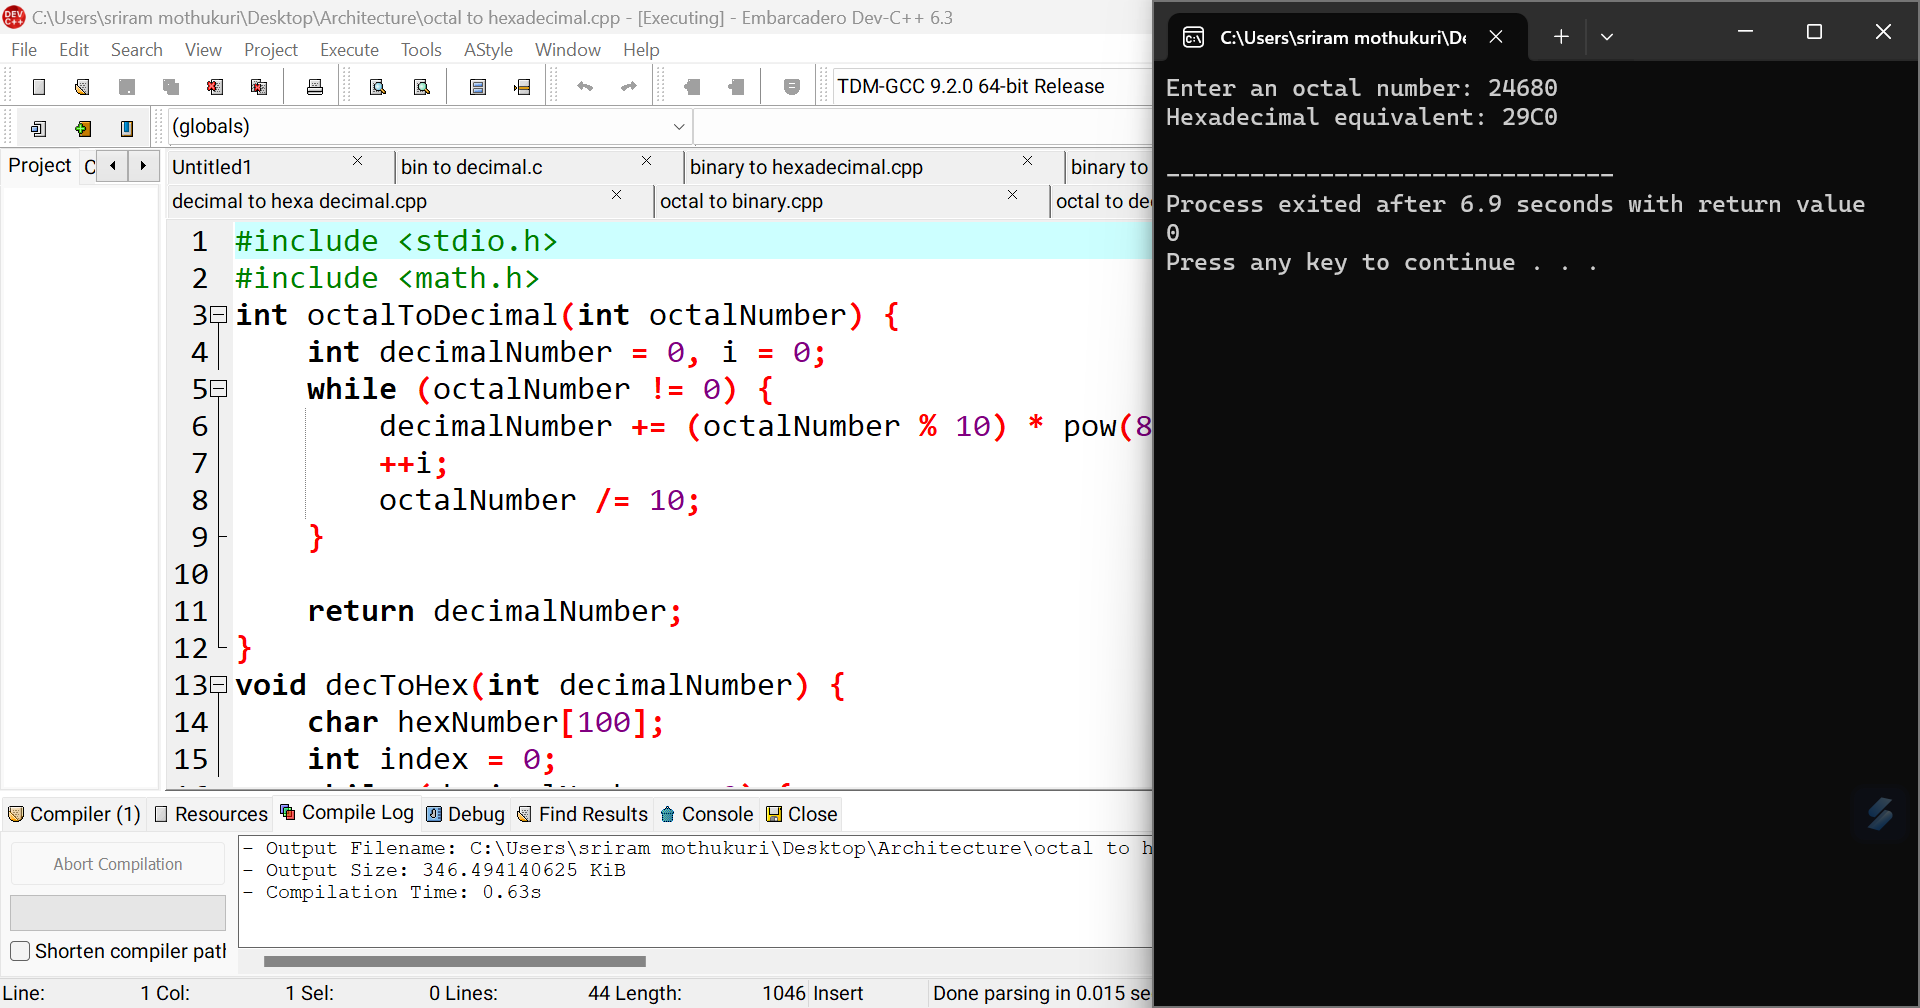 C:\Users\sriram mothukuri\Desktop\Architecture\octal to hexadecimal.cpp - [Executing] - Embarcadero Dev-C++ 6.3
File Edit Search View Project Execute Tools AStyle Window Help
TDM-GCC 9.2.0 64-bit Release
(globals)
Project C
Untitled1 bin to decimal.c binary to hexadecimal.cpp binary to
decimal to hexa decimal.cpp octal to binary.cpp octal to de
1 #include <stdio.h>
2 #include <math.h>
3 int octalToDecimal(int octalNumber) {
4 int decimalNumber = 0, i = 0;
5 while (octalNumber != 0) {
6 decimalNumber += (octalNumber % 10) * pow(8
7 ++i;
8 octalNumber /= 10;
9 }
10
11 return decimalNumber;
12 }
13 void decToHex(int decimalNumber) {
14 char hexNumber[100];
15 int index = 0;
Compiler (1) Resources Compile Log Debug Find Results Console Close
Abort Compilation
Shorten compiler path
- Output Filename: C:\Users\sriram mothukuri\Desktop\Architecture\octal to h
- Output Size: 346.494140625 KiB
- Compilation Time: 0.63s
Line: 1 Col: 1 Sel: 0 Lines: 44 Length: 1046 Insert Done parsing in 0.015 se
C:\Users\sriram mothukuri\De
Enter an octal number: 24680
Hexadecimal equivalent: 29C0
--------------------------------
Process exited after 6.9 seconds with return value
0
Press any key to continue . . .